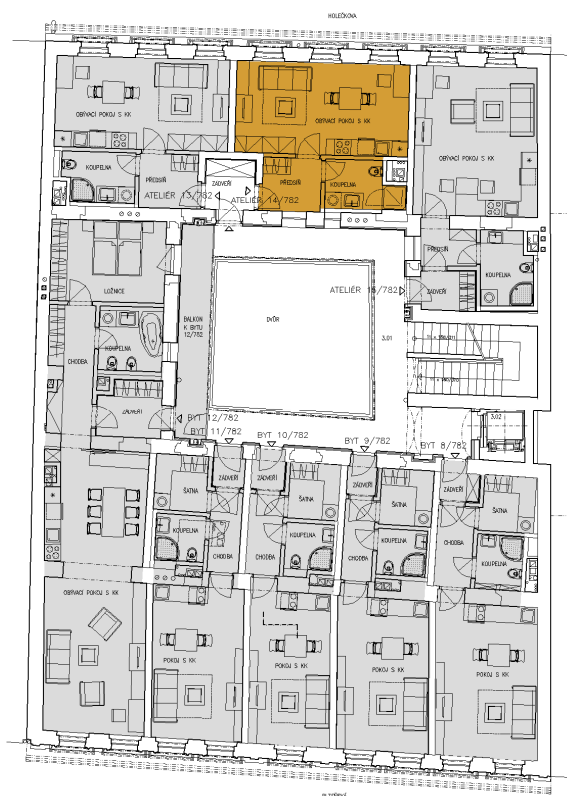 HOLEČKOVA
OBÝVACÍ POKOJ S KK
OBÝVACÍ POKOJ S KK
OBÝVACÍ POKOJ S KK
KOUPELNA
PŘEDSÍŇ
ZÁDVEŘÍ
PŘEDSÍŇ
KOUPELNA
ATELIÉR 13/782
ATELIÉR 14/782
PŘEDSÍŇ
KOUPELNA
LOŽNICE
ATELIÉR 15/782
ZÁDVEŘÍ
BALKON
K BYTU
12/782
DVŮR
3.01
KOUPELNA
CHODBA
ZÁDVEŘÍ
BYT 12/782
BYT 11/782
BYT 10/782
BYT 9/782
BYT 8/782
3.02
ŠATNA
ZÁDVEŘÍ
ZÁDVEŘÍ
ŠATNA
ZÁDVEŘÍ
ŠATNA
ZÁDVEŘÍ
ŠATNA
KOUPELNA
CHODBA
CHODBA
KOUPELNA
CHODBA
KOUPELNA
CHODBA
KOUPELNA
OBÝVACÍ POKOJ S KK
POKOJ S KK
POKOJ S KK
POKOJ S KK
POKOJ S KK